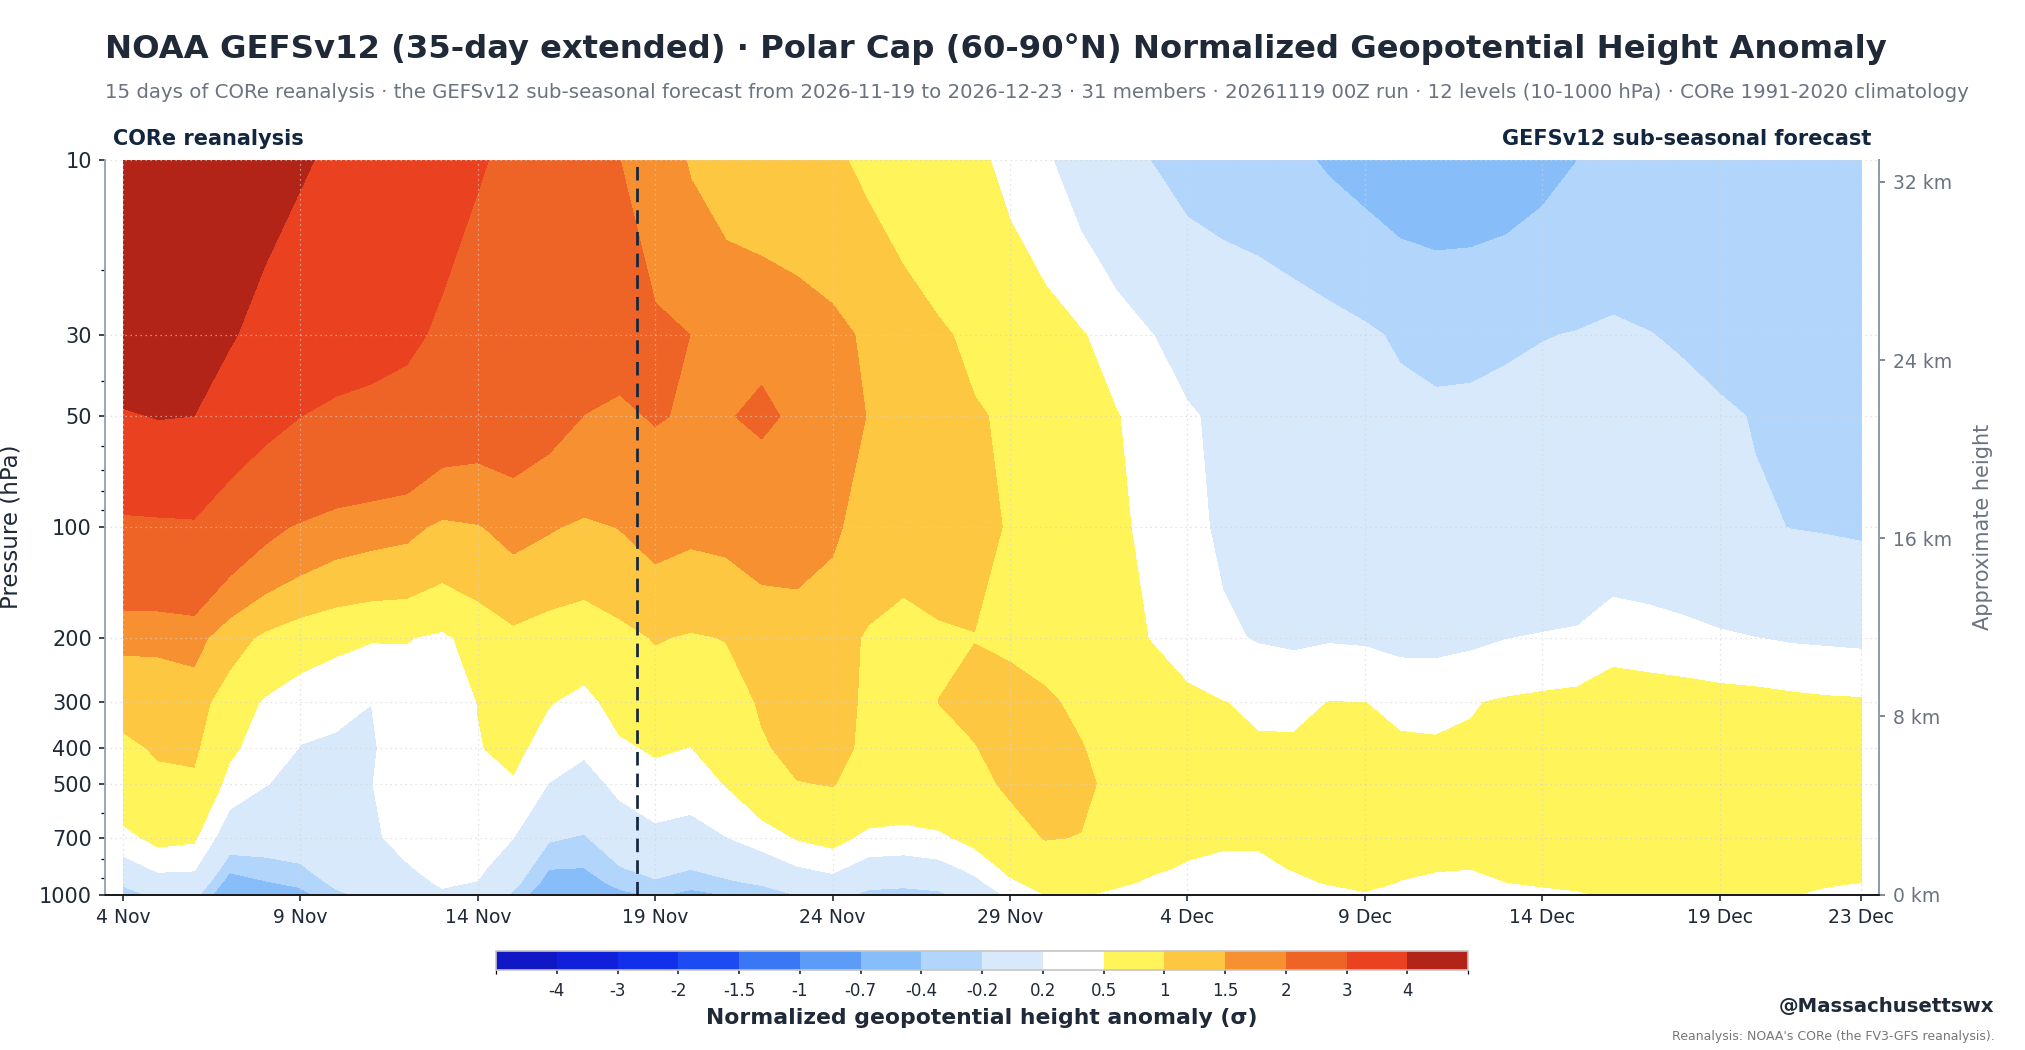 NOAA GEFSv12 (35-day extended) · Polar Cap (60-90°N) Normalized Geopotential Height Anomaly
15 days of CORe reanalysis · the GEFSv12 sub-seasonal forecast from 2026-11-19 to 2026-12-23 · 31 members · 20261119 00Z run · 12 levels (10-1000 hPa) · CORe 1991-2020 climatology
CORe reanalysis
GEFSv12 sub-seasonal forecast
Pressure (hPa)
10
30
50
100
200
300
400
500
700
1000
32 km
24 km
16 km
8 km
0 km
Approximate height
4 Nov 9 Nov 14 Nov 19 Nov 24 Nov 29 Nov 4 Dec 9 Dec 14 Dec 19 Dec 23 Dec
-4 -3 -2 -1.5 -1 -0.7 -0.4 -0.2 0.2 0.5 1 1.5 2 3 4
Normalized geopotential height anomaly (σ)
@Massachusettswx
Reanalysis: NOAA's CORe (the FV3-GFS reanalysis).